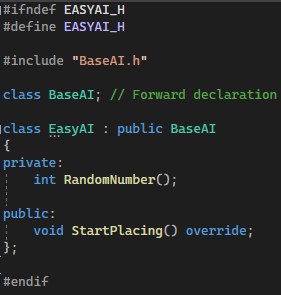 #ifndef EASYAI_H
#define EASYAI_H
#include "BaseAI.h"
class BaseAI; // Forward declaration
class EasyAI : public BaseAI
{
private:
int RandomNumber();
public:
void StartPlacing() override;
};
#endif